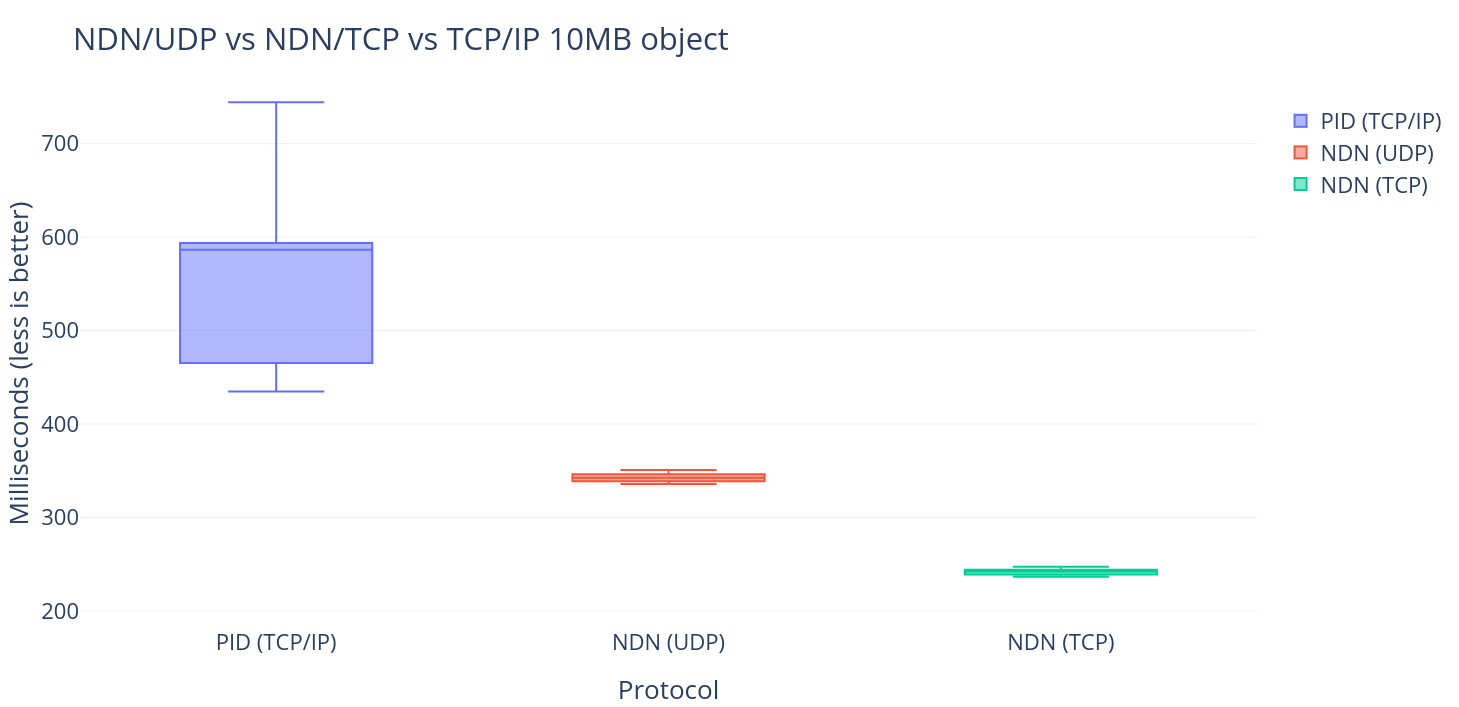 NDN/UDP vs NDN/TCP vs TCP/IP 10MB object
Milliseconds (less is better)
700
600
500
400
300
200
PID (TCP/IP)
NDN (UDP)
NDN (TCP)
Protocol
PID (TCP/IP)
NDN (UDP)
NDN (TCP)